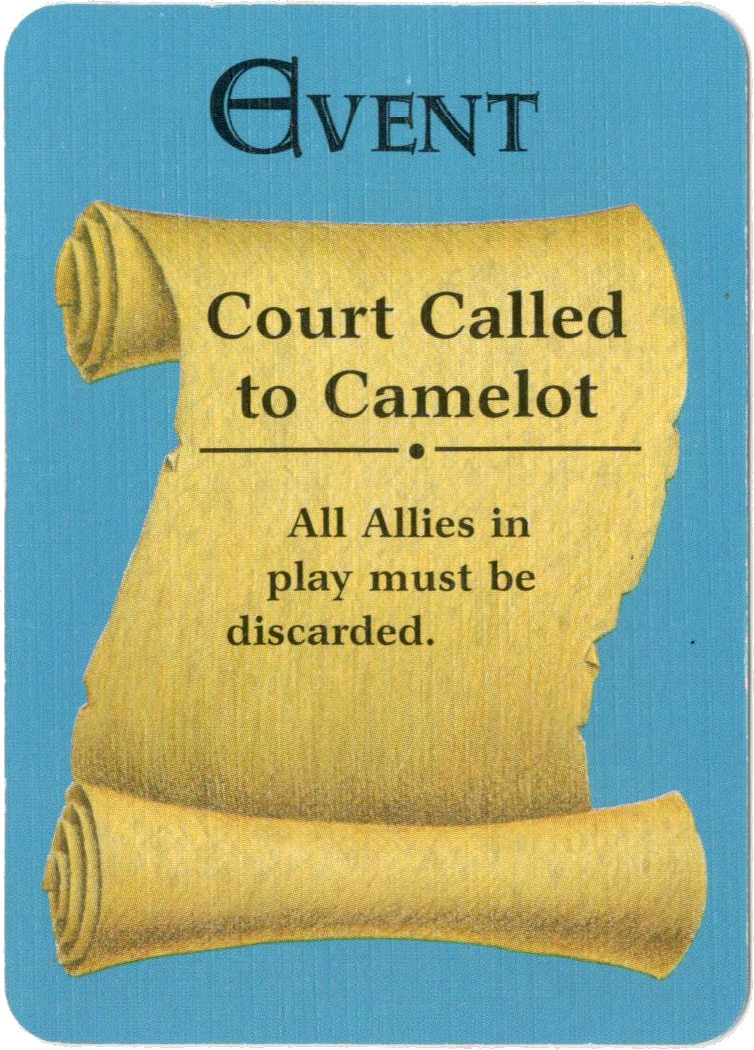 EVENT
Court Called
to Camelot
All Allies in
play must be
discarded.